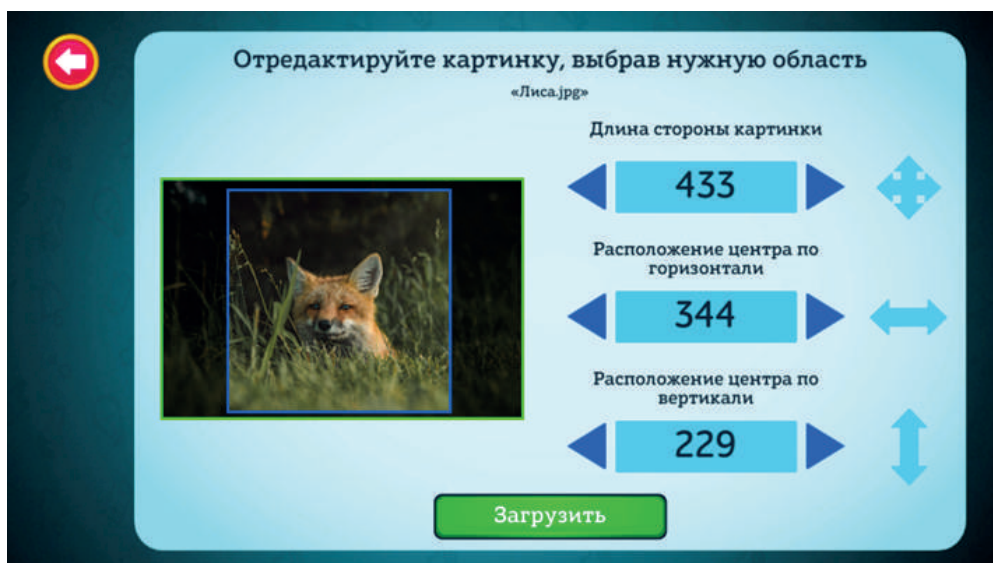 Отредактируйте картинку, выбрав нужную область
«Лиса.jpg»
Длина стороны картинки
433
Расположение центра по
горизонтали
344
Расположение центра по
вертикали
229
Загрузить